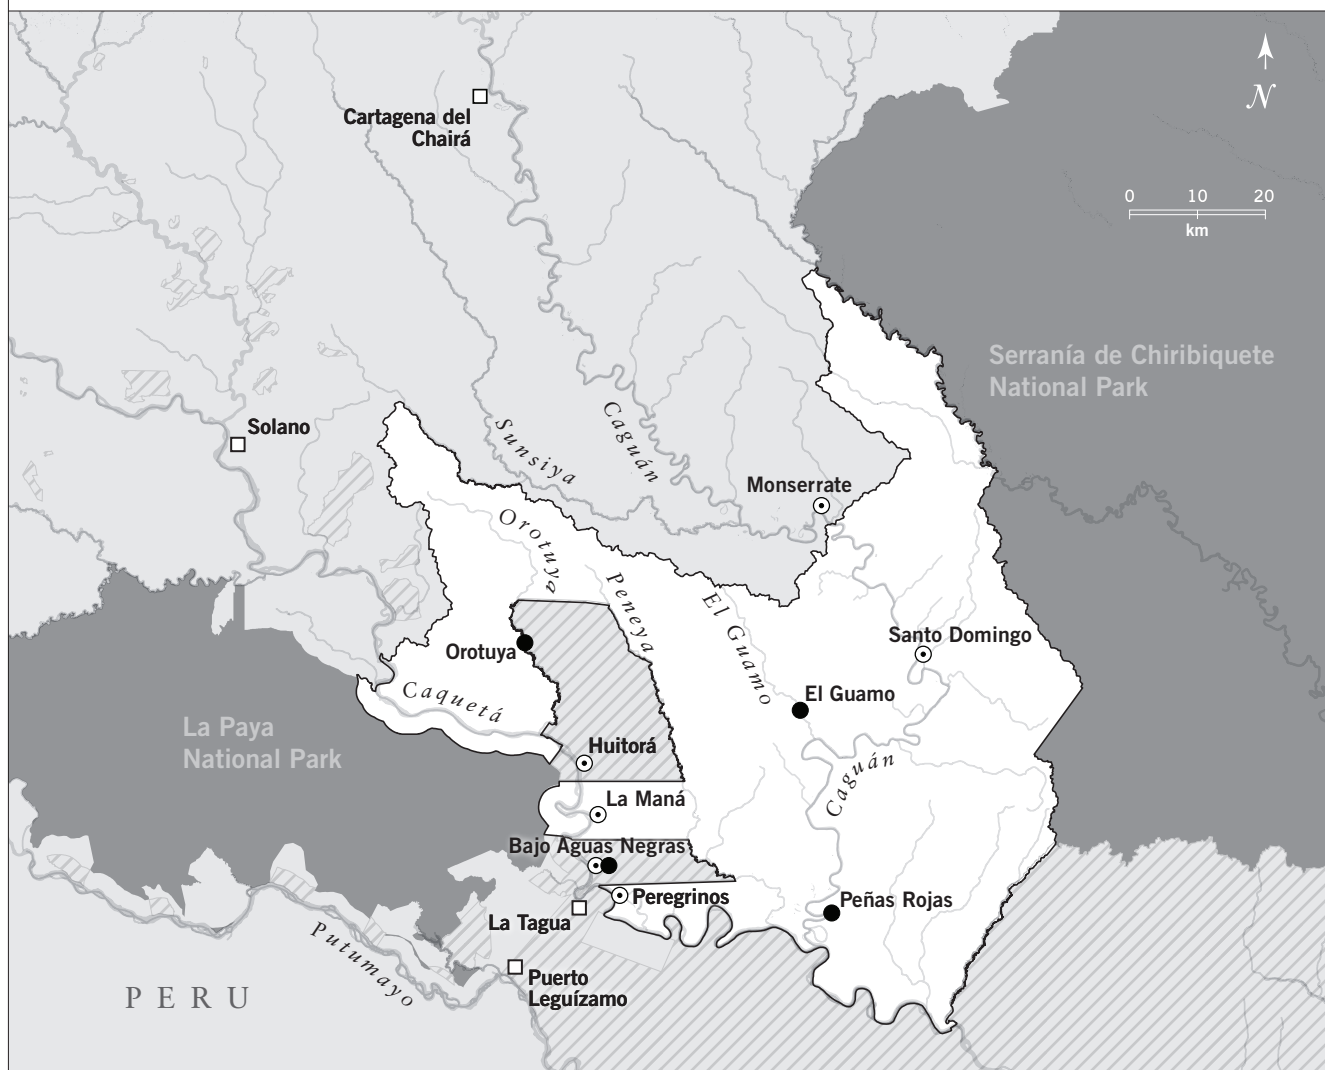 Cartagena del
Chairá
N
0 10 20
km
Serranía de Chiribiquete
National Park
Solano
Sunsiya
Caguán
Monserrate
Orotuya
Peneya
El Guamo
Santo Domingo
Orotuya
Caquetá
El Guamo
La Paya
National Park
Huitorá
Caguán
La Maná
Bajo Aguas Negras
Peregrinos
Peñas Rojas
La Tagua
Putumayo
Puerto
Leguízamo
PERU